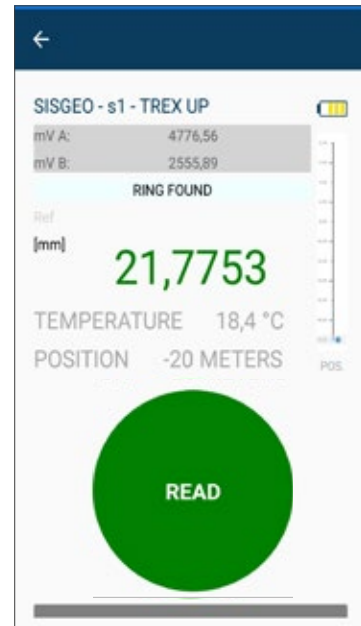 SISGEO - s1 - TREX UP
mV A: 4776,56
mV B: 2555,89
RING FOUND
Ref
[mm]
21,7753
TEMPERATURE 18,4 °C
POSITION -20 METERS
POS.
READ